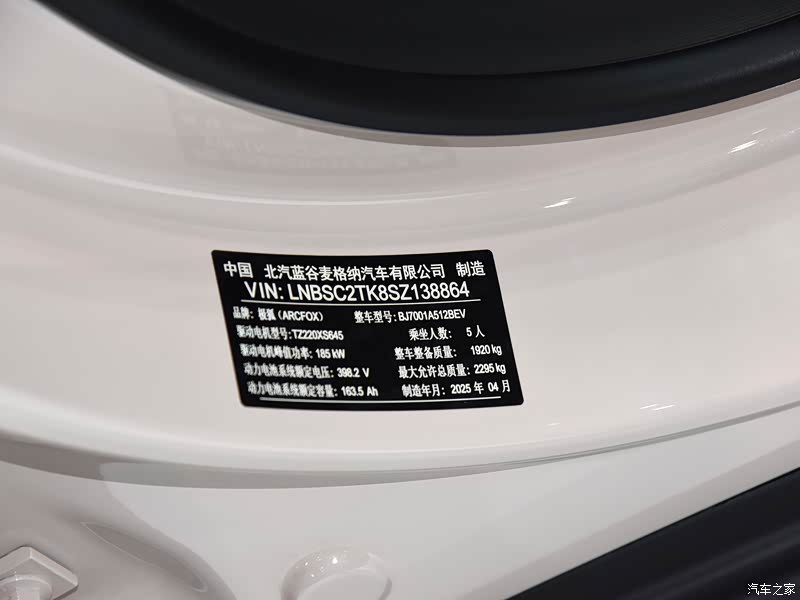 中国 北汽蓝谷麦格纳汽车有限公司 制造
VIN: LNBSC2TK8SZ138864
品牌: 极狐 (ARCFOX) 整车型号: BJ7001A512BEV
驱动电机型号: TZ220XS645 乘坐人数: 5 人
驱动电机峰值功率: 185 kW 整车整备质量: 1920 kg
动力电池系统额定电压: 398.2 V 最大允许总质量: 2295 kg
动力电池系统额定容量: 163.5 Ah 制造年月: 2025 年 04 月
汽车之家